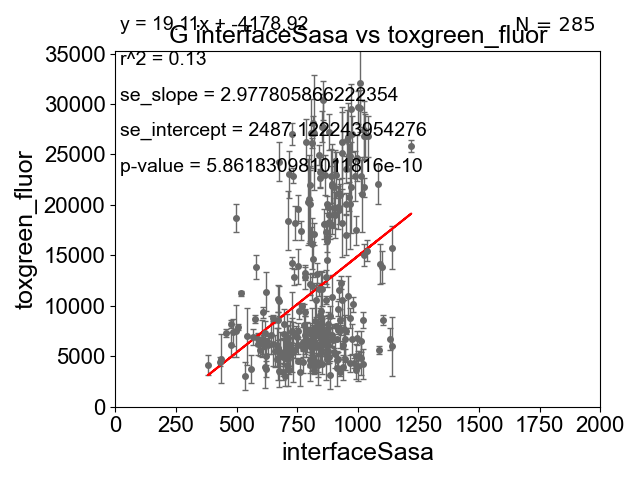 y = 19.11x + -4178.92
N = 285
G interfaceSasa vs toxgreen_fluor
r^2 = 0.13
se_slope = 2.977805866222354
se_intercept = 2487.122243954276
p-value = 5.861830981011816e-10
toxgreen_fluor
35000
30000
25000
20000
15000
10000
5000
0
0 250 500 750 1000 1250 1500 1750 2000
interfaceSasa